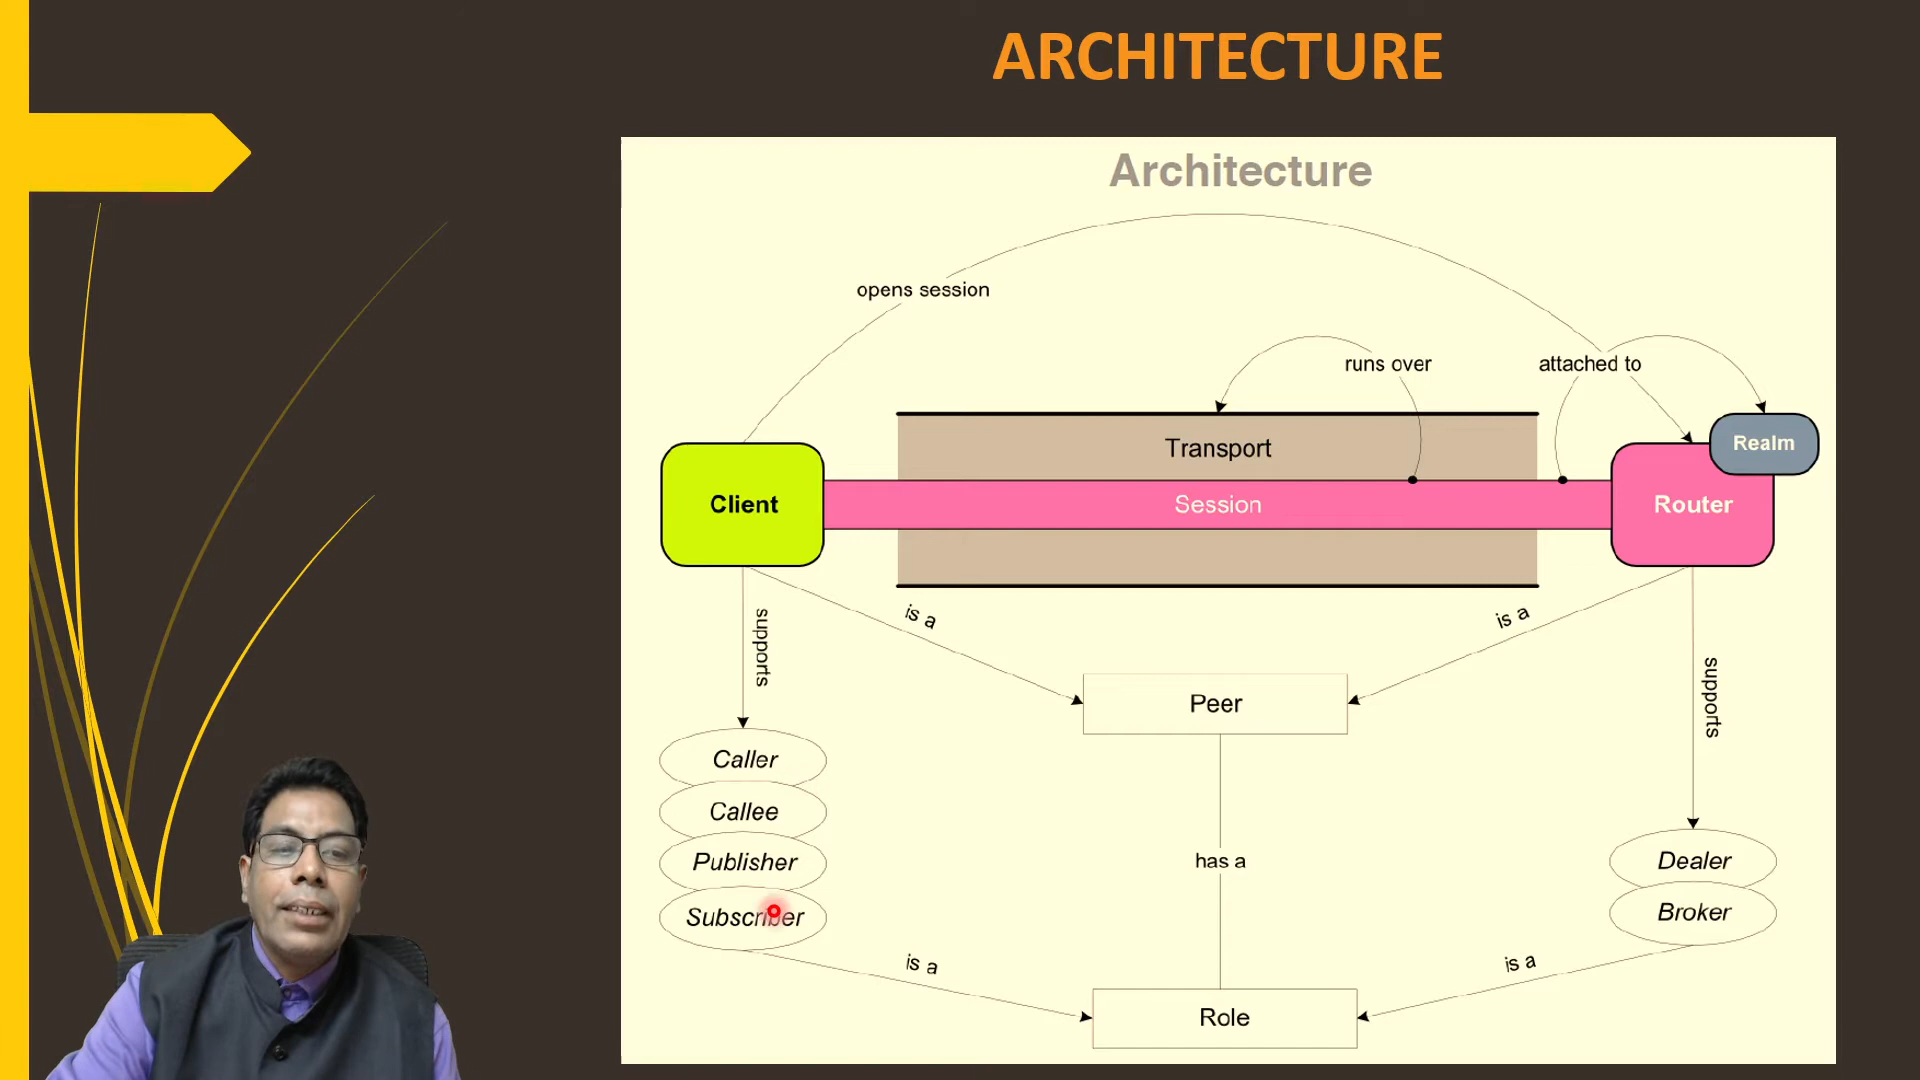 ARCHITECTURE
Architecture
opens session
runs over
attached to
Realm
Transport
Client
Session
Router
supports
is a
is a
supports
Peer
Caller
Callee
Publisher
Subscriber
has a
Dealer
Broker
is a
is a
Role